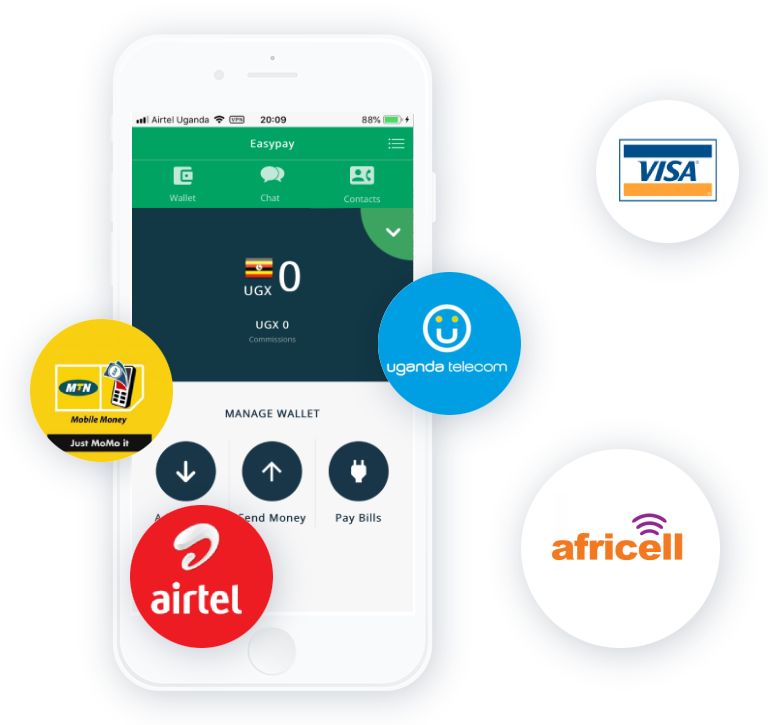 Airtel Uganda VPN 20:09 88%
Easypay
Wallet Chat Contacts
VISA
UGX 0
UGX 0
Commissions
uganda telecom
MTN
Mobile Money
Just MoMo it
MANAGE WALLET
Send Money Pay Bills
airtel
africell